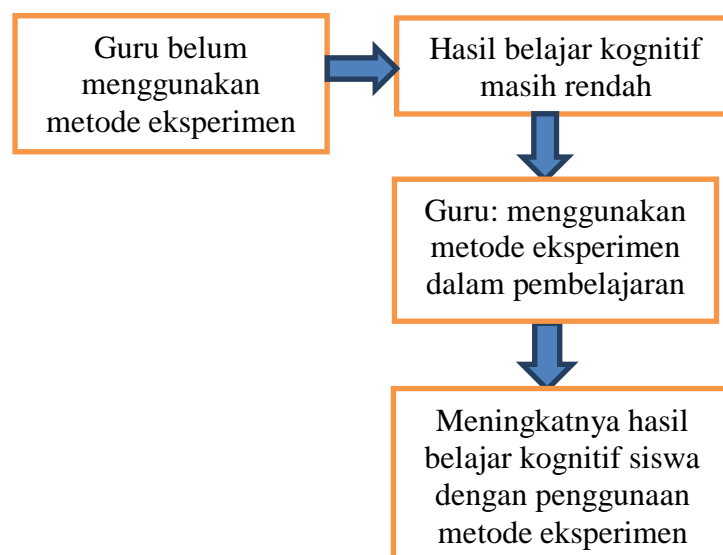 Guru belum
menggunakan
metode eksperimen
Hasil belajar kognitif
masih rendah
Guru: menggunakan
metode eksperimen
dalam pembelajaran
Meningkatnya hasil
belajar kognitif siswa
dengan penggunaan
metode eksperimen